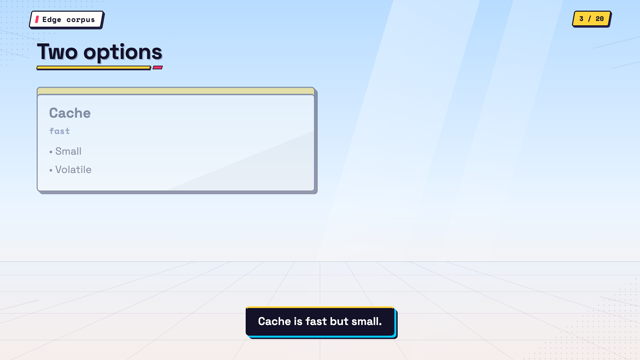 Edge corpus
3 / 20
Two options
Cache
fast
• Small
• Volatile
Cache is fast but small.